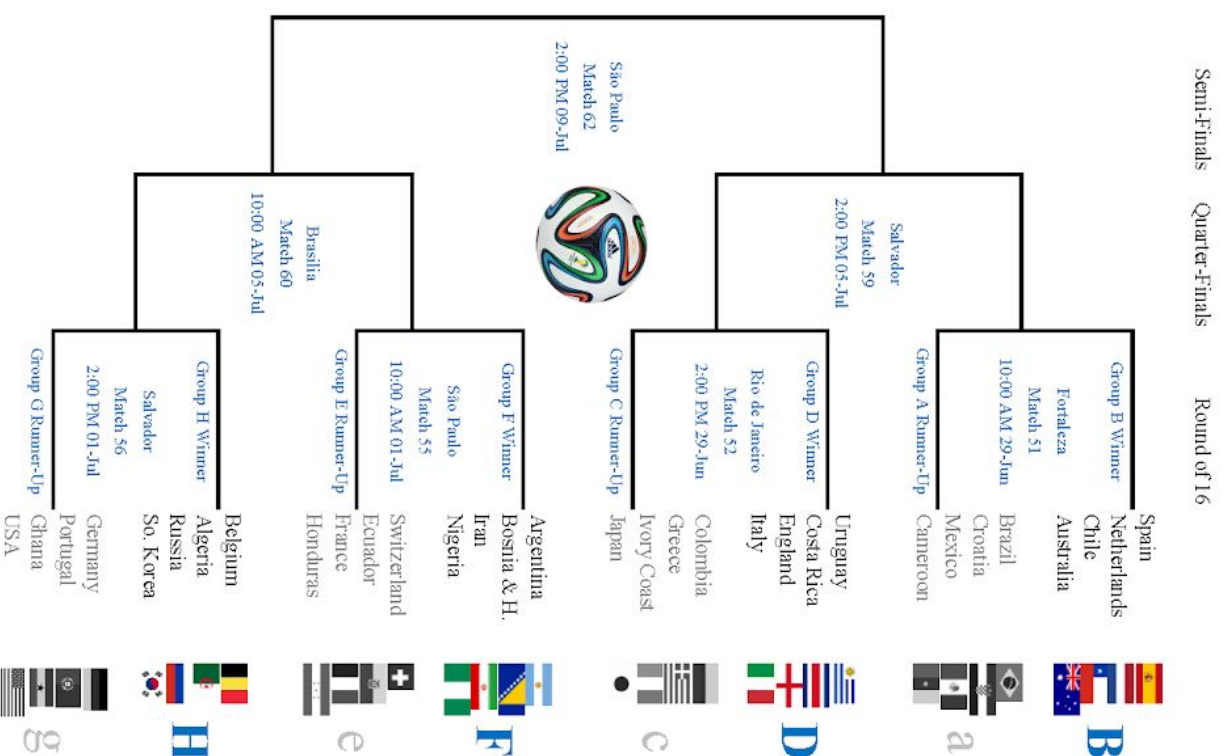 Semi-Finals
Quarter-Finals
Round of 16
São Paulo
Match 62
2:00 PM 09-Jul
Salvador
Match 59
2:00 PM 05-Jul
adidas
Brasilia
Match 60
10:00 AM 05-Jul
Group B Winner
Fortaleza
Match 51
10:00 AM 29-Jun
Group A Runner-Up
Group D Winner
Rio de Janeiro
Match 52
2:00 PM 29-Jun
Group C Runner-Up
Group F Winner
São Paulo
Match 55
10:00 AM 01-Jul
Group E Runner-Up
Group H Winner
Salvador
Match 56
2:00 PM 01-Jul
Group G Runner-Up
Spain
Netherlands
Chile
Australia
B
Brazil
Croatia
Mexico
Cameroon
a
Uruguay
Costa Rica
England
Italy
D
Colombia
Greece
Ivory Coast
Japan
c
Argentina
Bosnia & H.
Iran
Nigeria
F
Switzerland
Ecuador
France
Honduras
e
Belgium
Algeria
Russia
So. Korea
H
Germany
Portugal
Ghana
USA
g